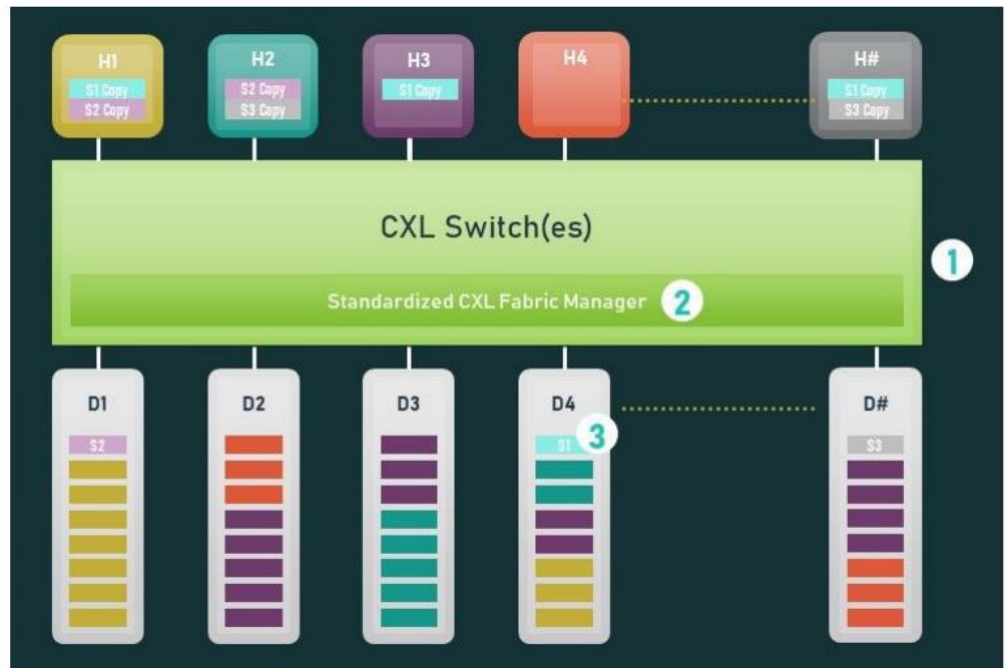 H1
S1 Copy
S2 Copy
H2
S2 Copy
S3 Copy
H3
S1 Copy
H4
H#
S1 Copy
S3 Copy
CXL Switch(es)
1
Standardized CXL Fabric Manager
2
D1
S2
D2
D3
D4
S1
3
D#
S3